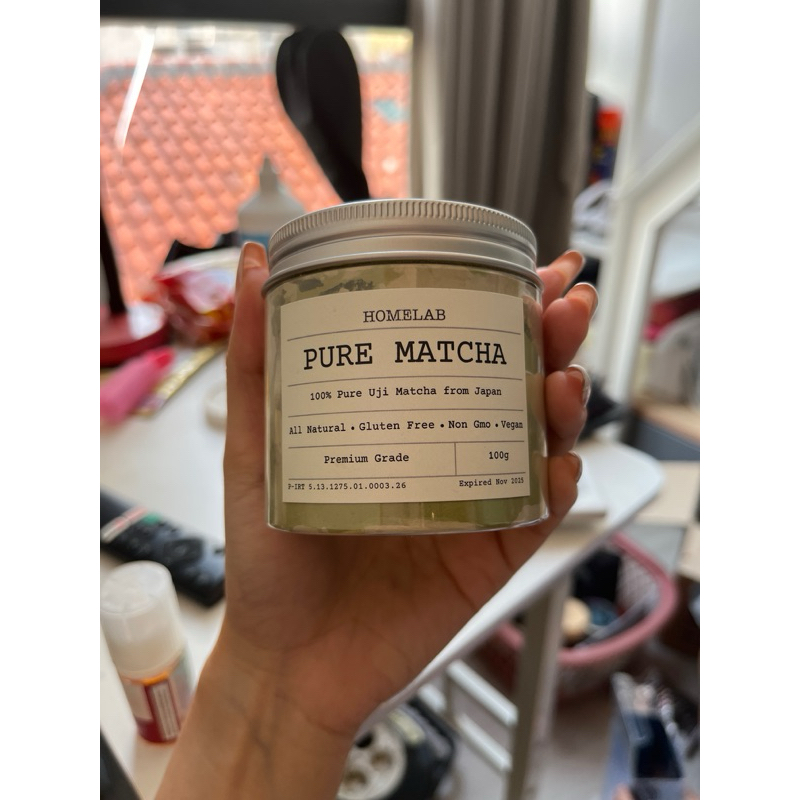 HOMELAB
PURE MATCHA
100% Pure Uji Matcha from Japan
All Natural • Gluten Free • Non Gmo • Vegan
Premium Grade 100g
P-IRT 5.13.1275.01.0003.26 Expired Nov 2025